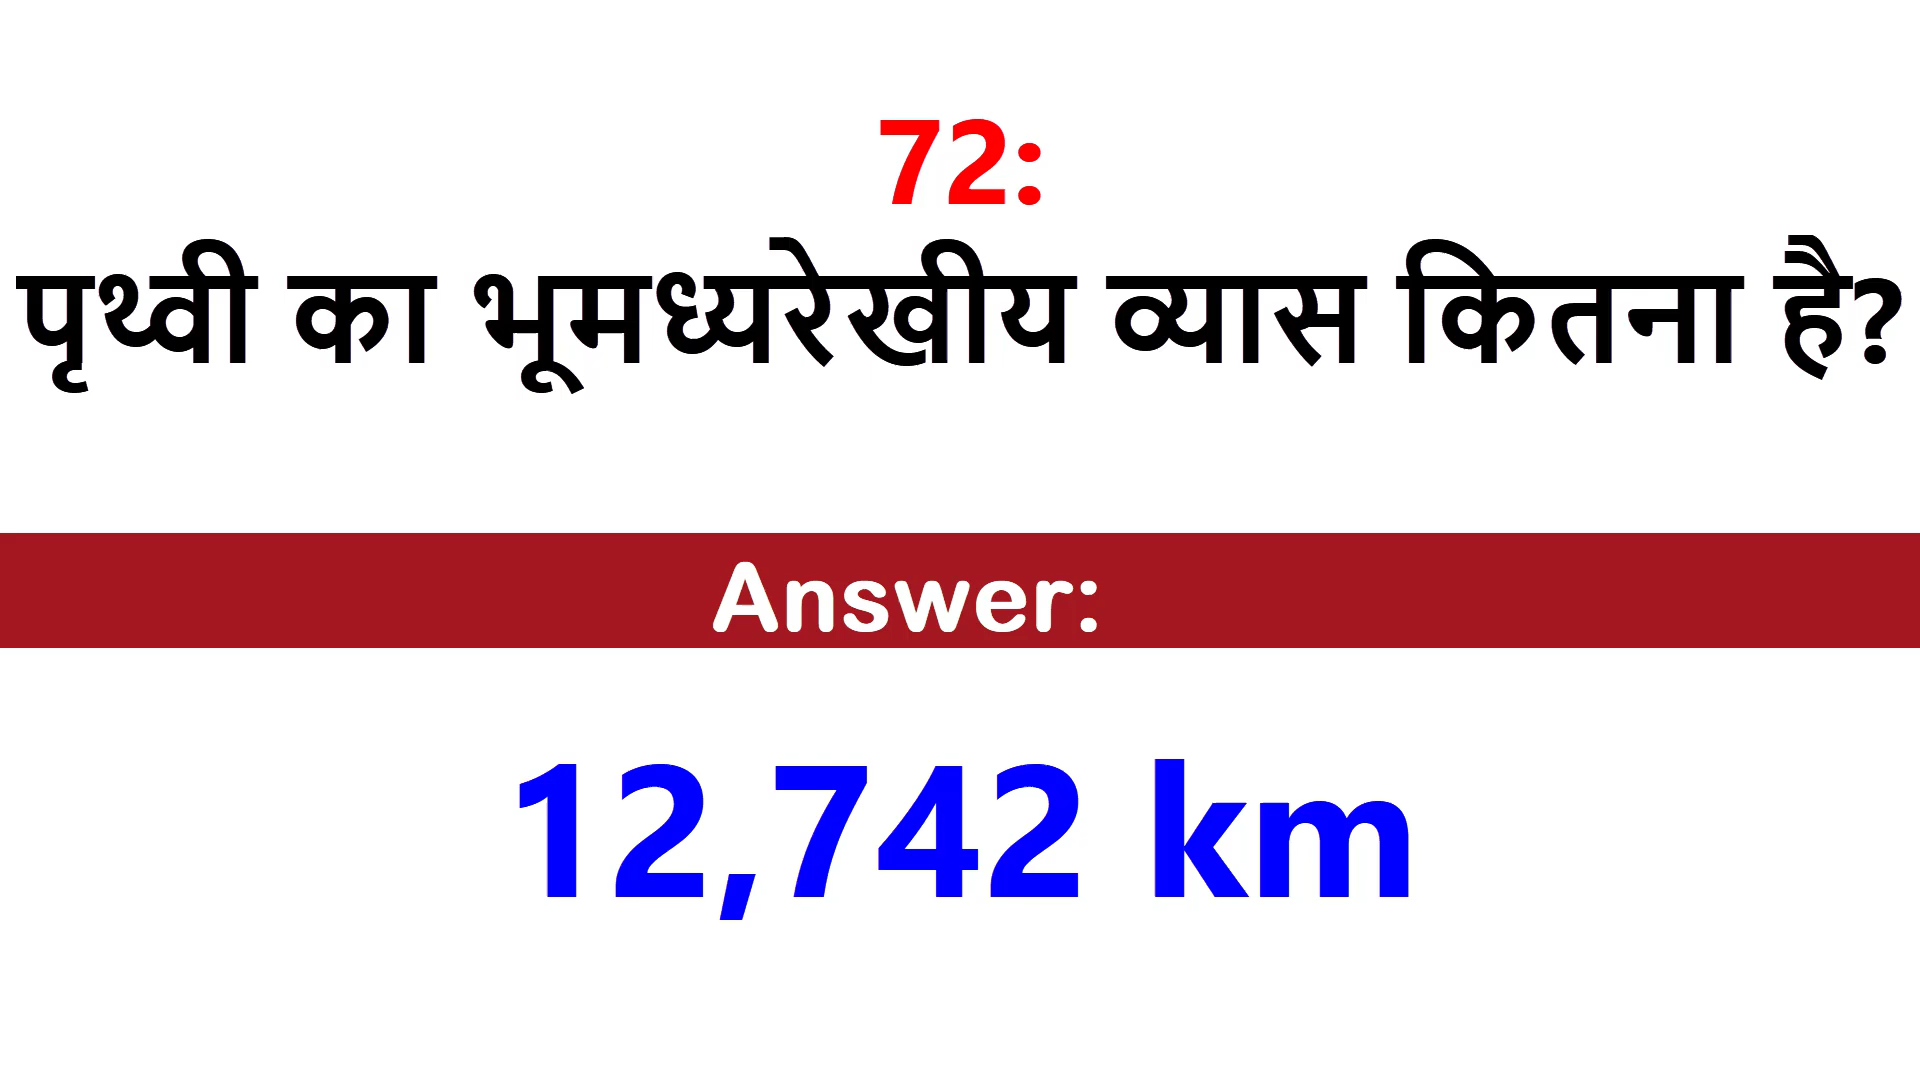 72:
पृथ्वी का भूमध्यरेखीय व्यास कितना है?
Answer:
12,742 km